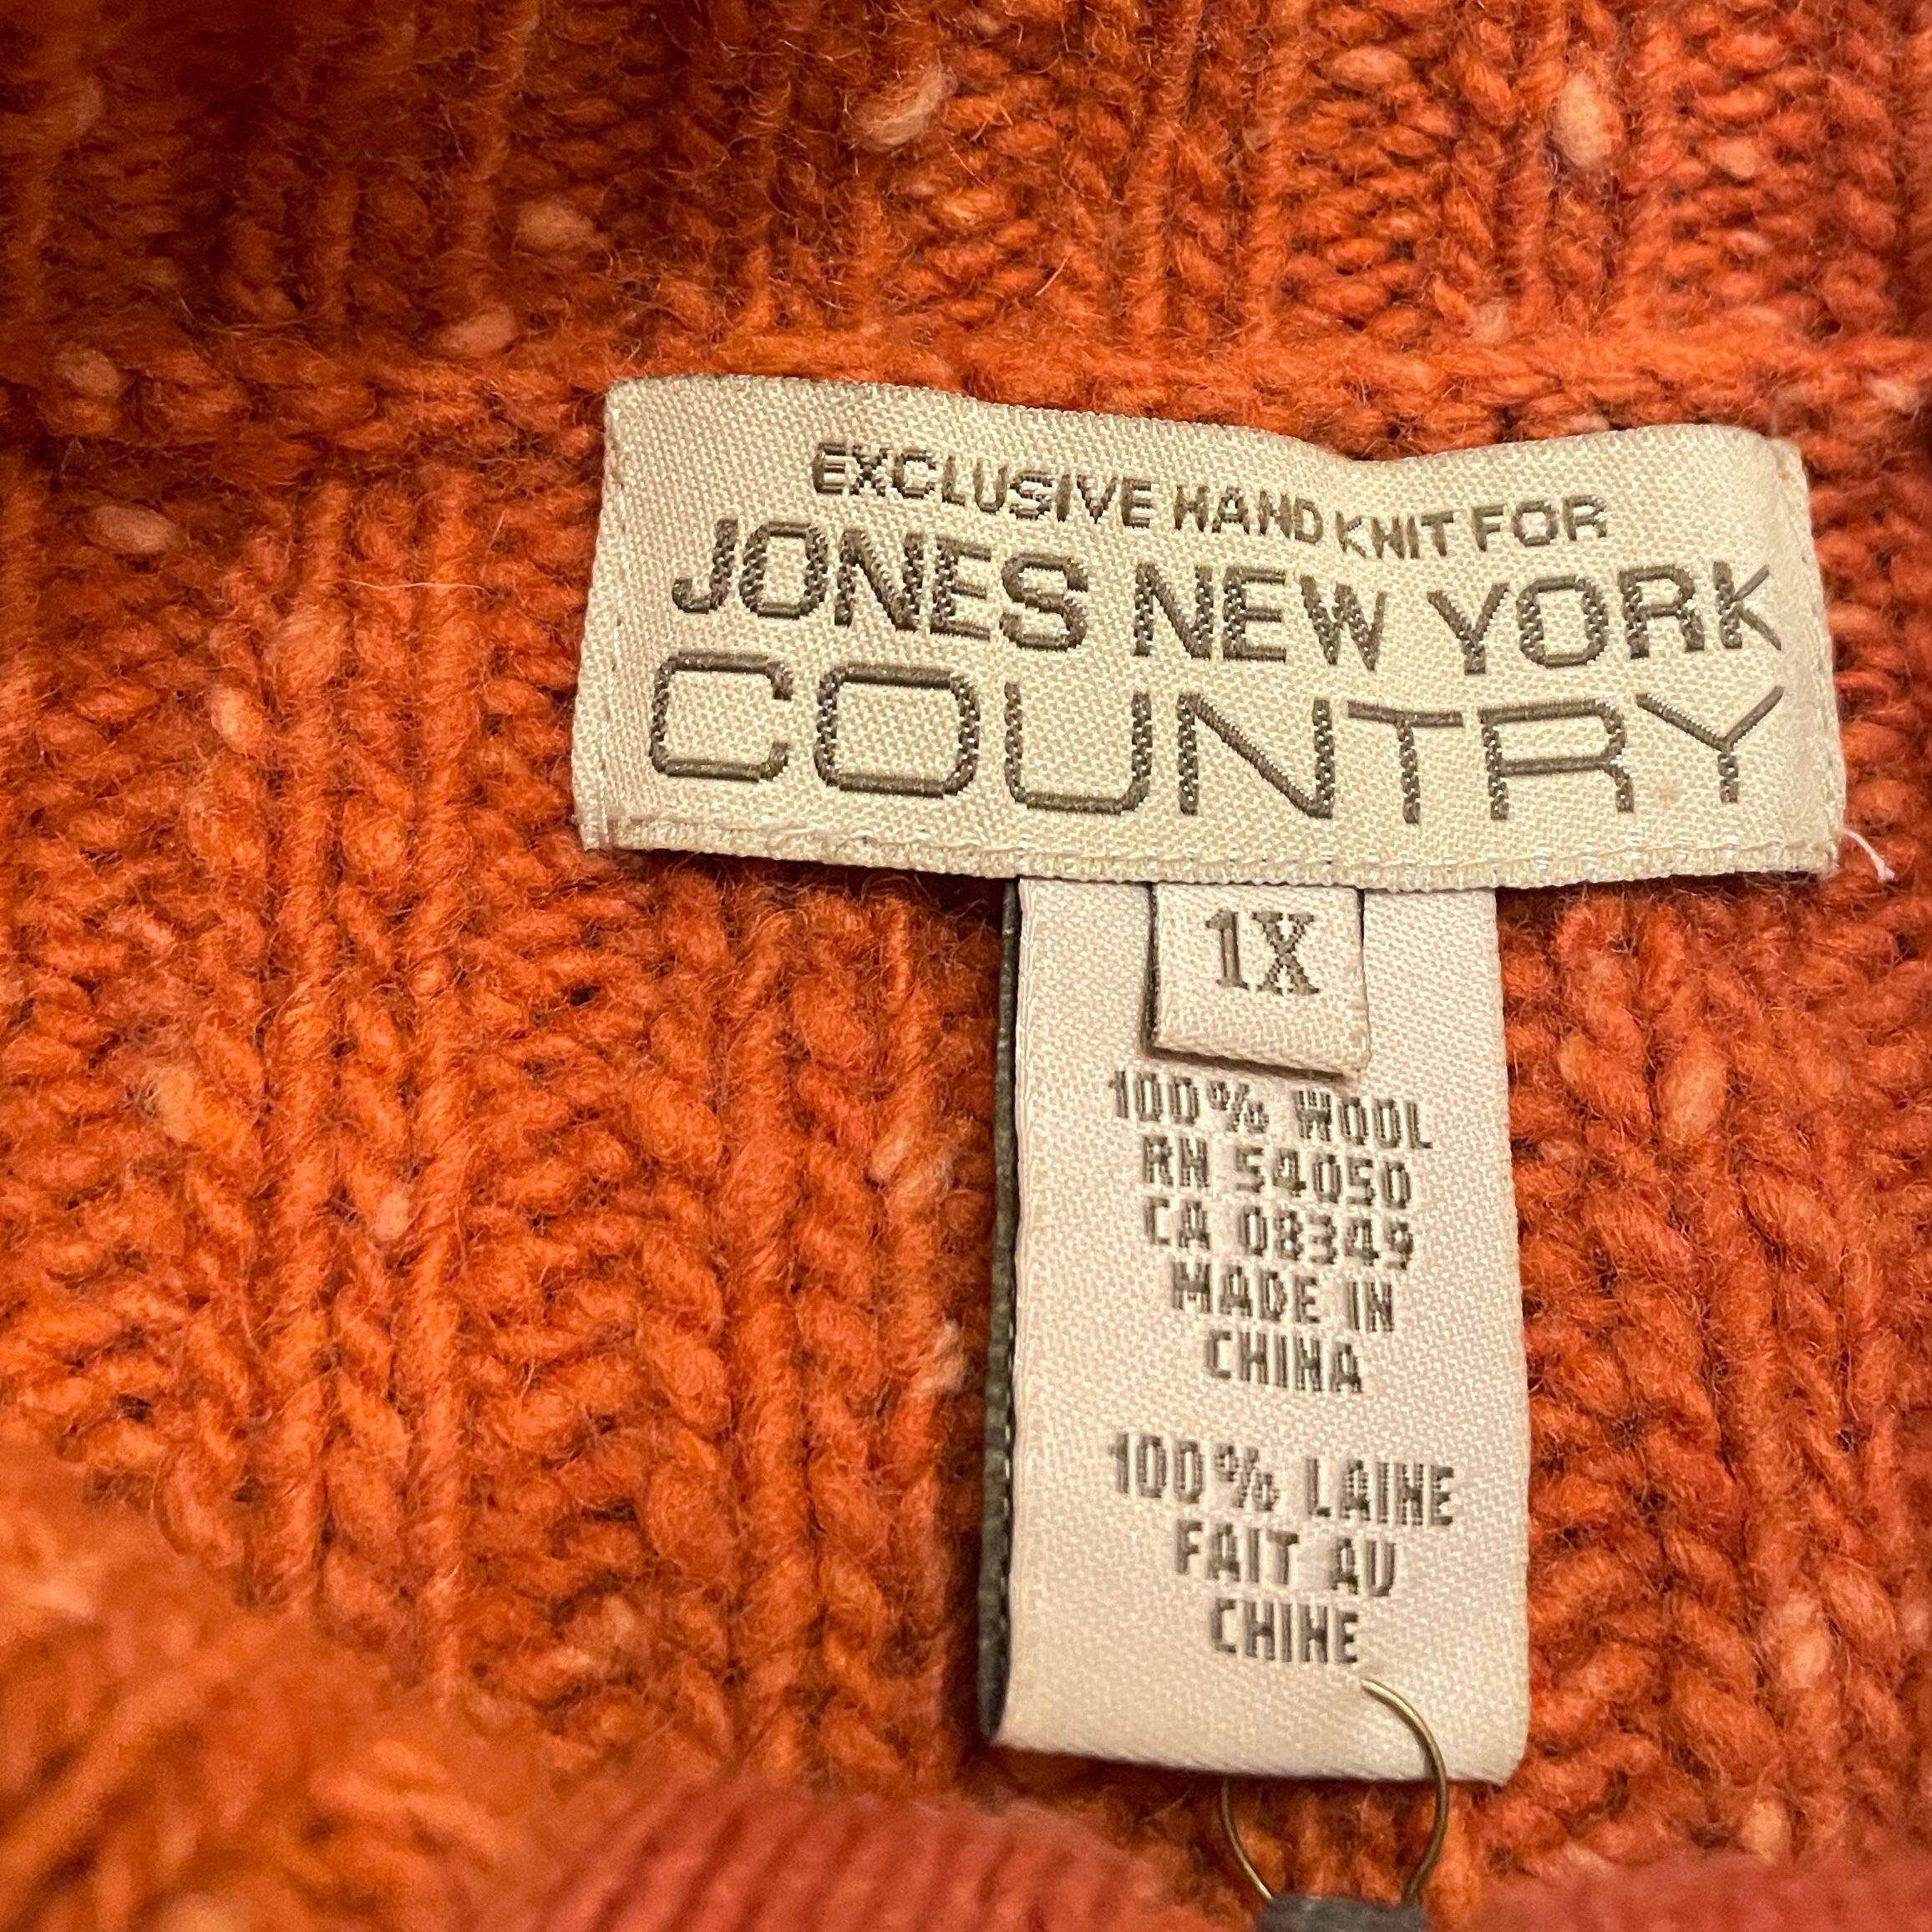 EXCLUSIVE HAND KNIT FOR
JONES NEW YORK
COUNTRY
1X
100% WOOL
RN 54050
CA 08349
MADE IN
CHINA
100% LAINE
FAIT AU
CHINE